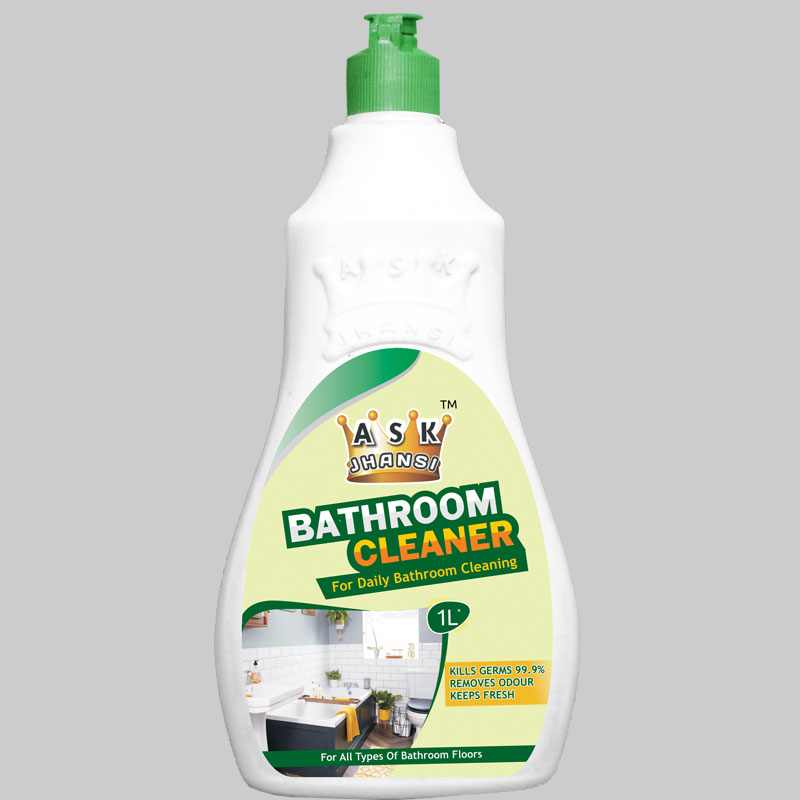 A S K
JHANSI
TM
A S K
JHANSI
BATHROOM
CLEANER
For Daily Bathroom Cleaning
1L*
KILLS GERMS 99.9%
REMOVES ODOUR
KEEPS FRESH
For All Types Of Bathroom Floors